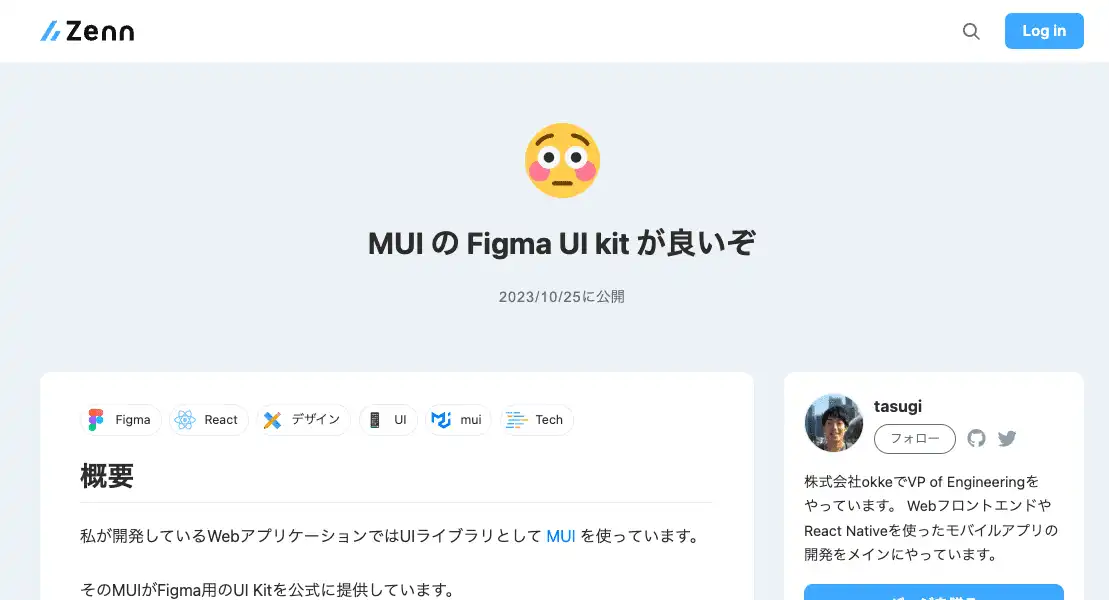 Zenn
Log in
MUI の Figma UI kit が良いぞ
2023/10/25に公開
Figma
React
デザイン
UI
mui
Tech
概要
私が開発しているWebアプリケーションではUIライブラリとして MUI を使っています。
そのMUIがFigma用のUI Kitを公式に提供しています。
tasugi
フォロー
株式会社okkeでVP of Engineeringを
やっています。 Webフロントエンドや
React Nativeを使ったモバイルアプリの
開発をメインにやっています。